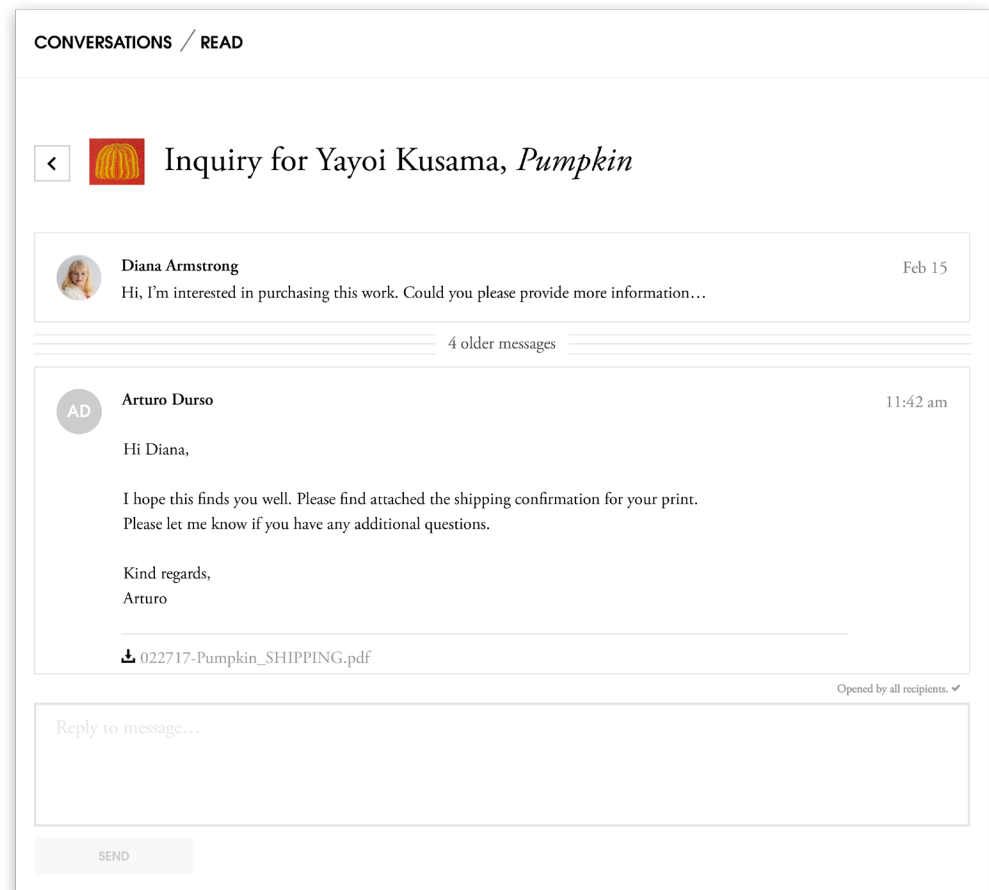 CONVERSATIONS / READ
Inquiry for Yayoi Kusama, Pumpkin
Diana Armstrong
Feb 15
Hi, I’m interested in purchasing this work. Could you please provide more information…
4 older messages
AD
Arturo Durso
11:42 am
Hi Diana,
I hope this finds you well. Please find attached the shipping confirmation for your print.
Please let me know if you have any additional questions.
Kind regards,
Arturo
022717-Pumpkin_SHIPPING.pdf
Opened by all recipients.
Reply to message…
SEND